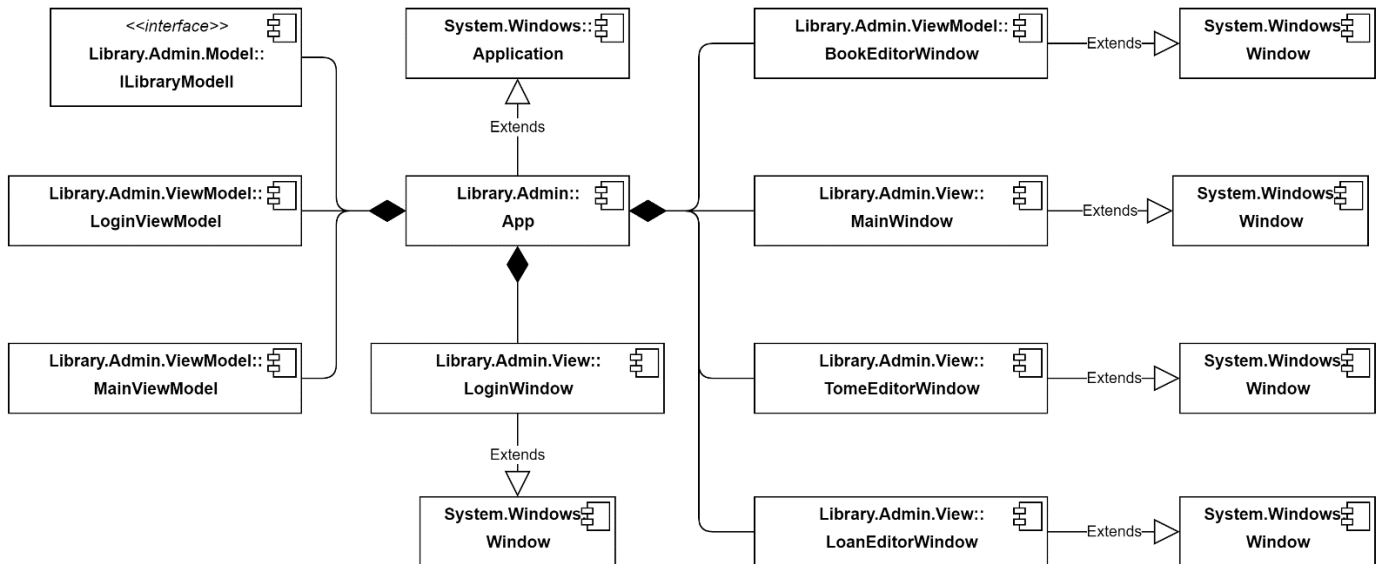 <<interface>>
Library.Admin.Model::
ILibraryModell
System.Windows::
Application
Library.Admin.ViewModel::
BookEditorWindow
Extends
System.Windows
Window
Extends
Library.Admin.ViewModel::
LoginViewModel
Library.Admin::
App
Library.Admin.View::
MainWindow
Extends
System.Windows
Window
Library.Admin.ViewModel::
MainViewModel
Library.Admin.View::
LoginWindow
Library.Admin.View::
TomeEditorWindow
Extends
System.Windows
Window
Extends
System.Windows
Window
Library.Admin.View::
LoanEditorWindow
Extends
System.Windows
Window